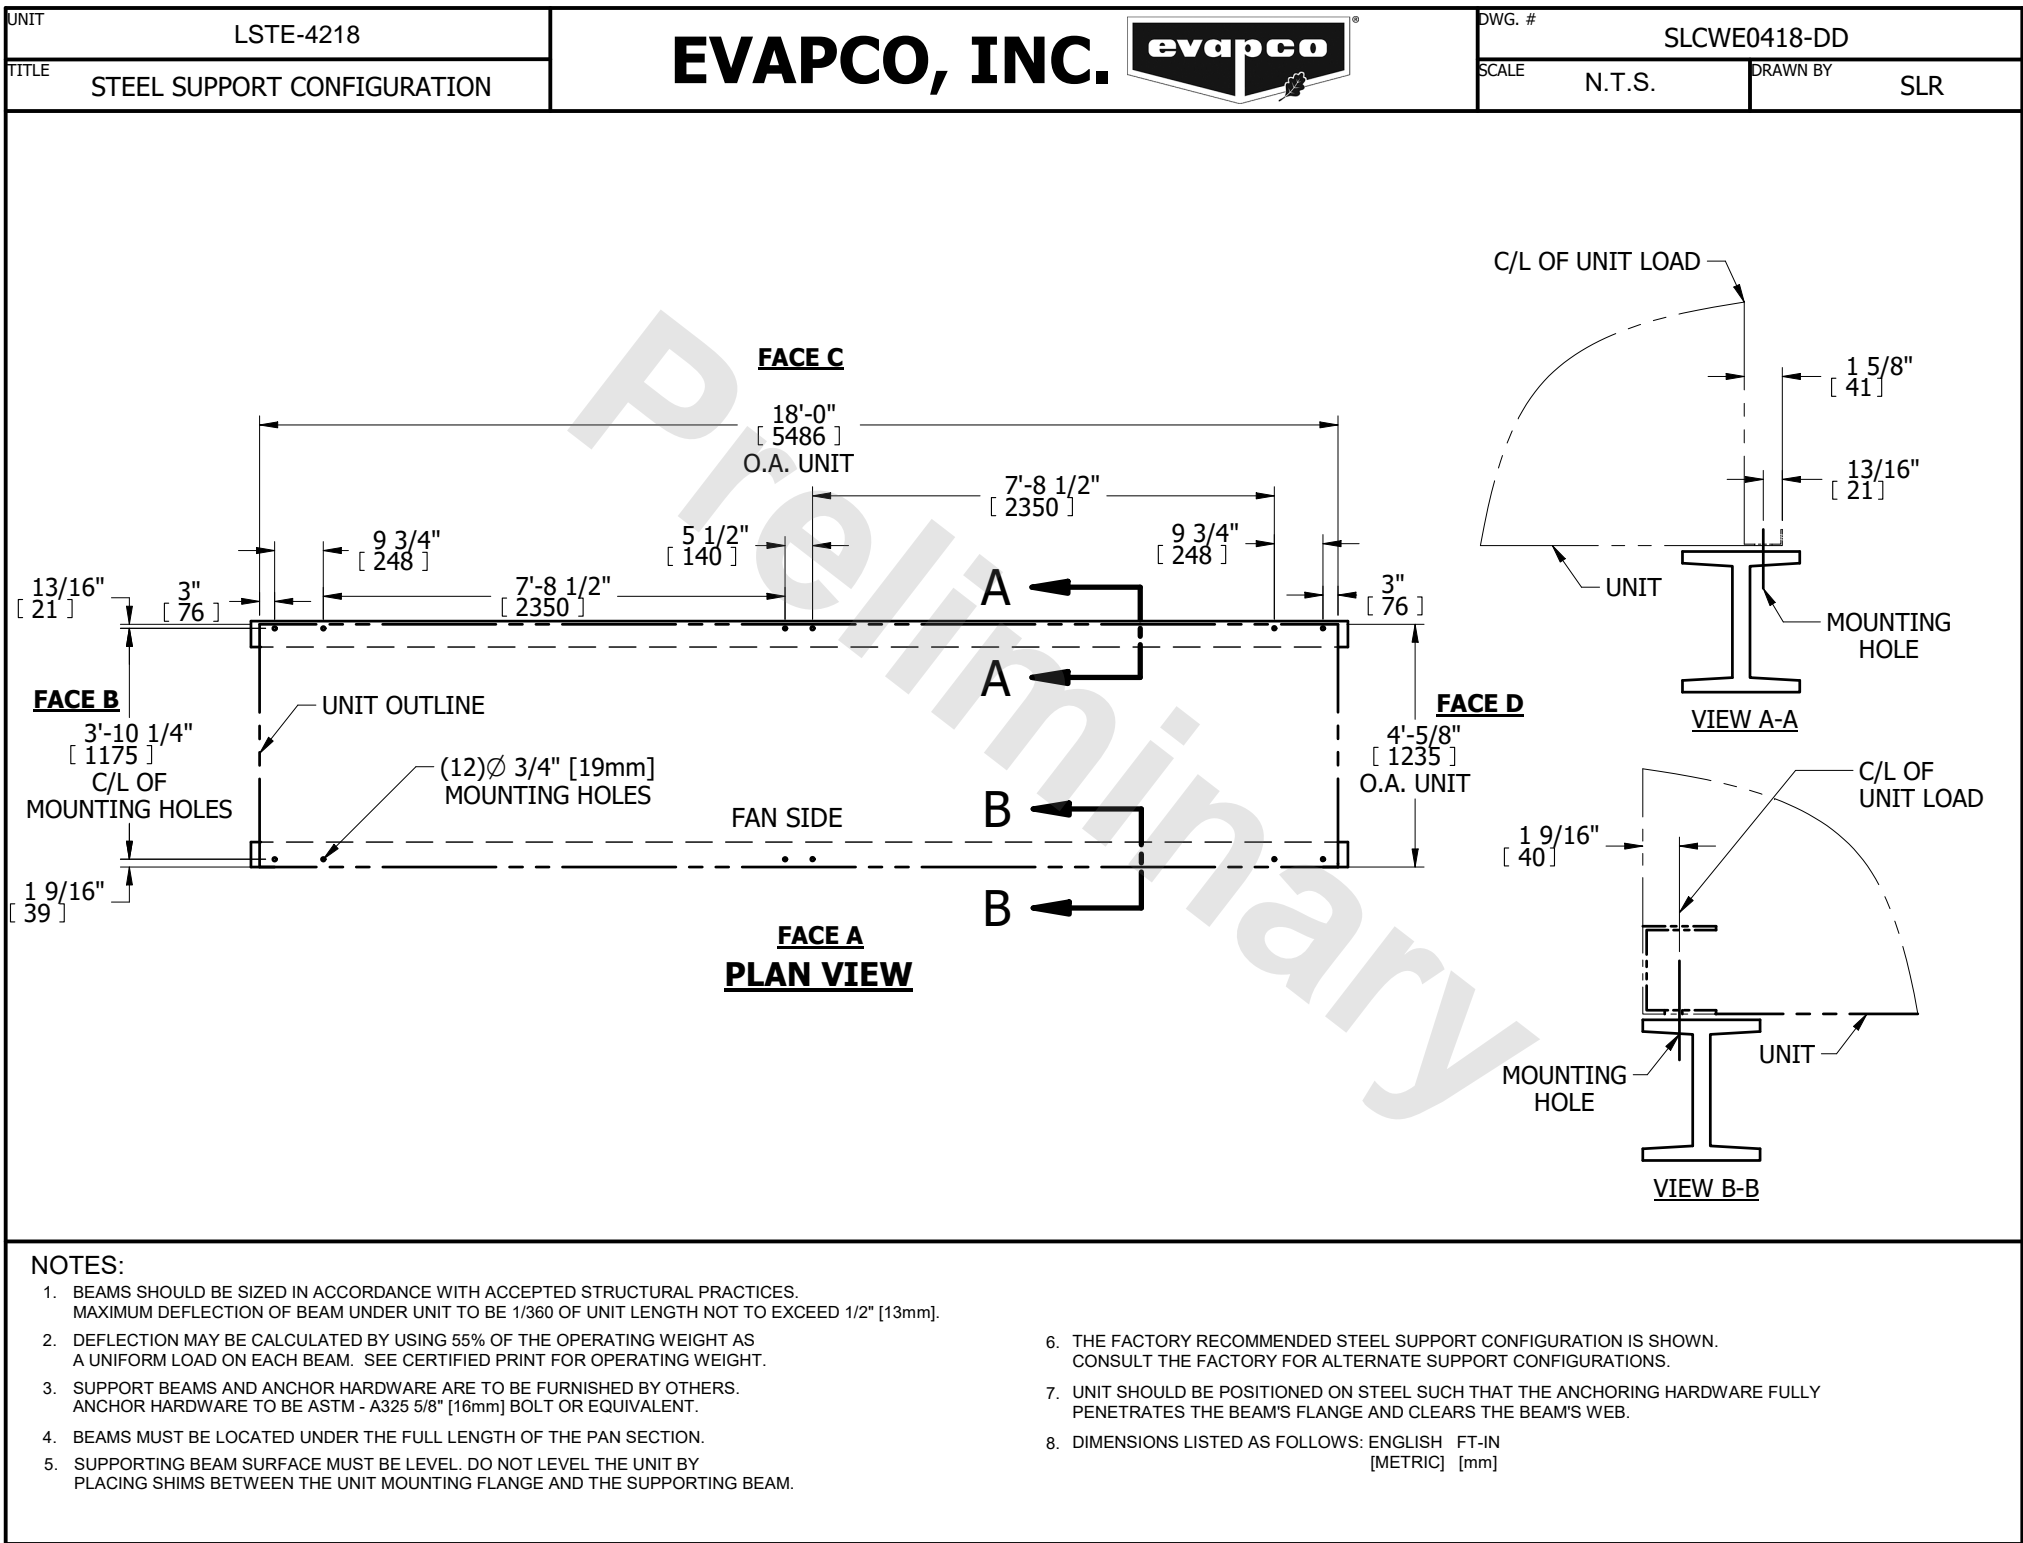 UNIT
LSTE-4218
TITLE
STEEL SUPPORT CONFIGURATION
EVAPCO, INC.
evapco
®
DWG. #
SLCWE0418-DD
SCALE
N.T.S.
DRAWN BY
SLR
FACE C
18'-0"
[ 5486 ]
O.A. UNIT
7'-8 1/2"
[ 2350 ]
9 3/4"
[ 248 ]
5 1/2"
[ 140 ]
9 3/4"
[ 248 ]
13/16"
[ 21 ]
3"
[ 76 ]
7'-8 1/2"
[ 2350 ]
3"
[ 76 ]
A
A
FACE B
3'-10 1/4"
[ 1175 ]
C/L OF
MOUNTING HOLES
UNIT OUTLINE
(12)Ø 3/4" [19mm]
MOUNTING HOLES
FAN SIDE
B
B
FACE D
4'-5/8"
[ 1235 ]
O.A. UNIT
1 9/16"
[ 39 ]
FACE A
PLAN VIEW
Preliminary
C/L OF UNIT LOAD
1 5/8"
[ 41 ]
13/16"
[ 21 ]
UNIT
MOUNTING
HOLE
VIEW A-A
C/L OF
UNIT LOAD
1 9/16"
[ 40 ]
UNIT
MOUNTING
HOLE
VIEW B-B
NOTES:
1. BEAMS SHOULD BE SIZED IN ACCORDANCE WITH ACCEPTED STRUCTURAL PRACTICES.
MAXIMUM DEFLECTION OF BEAM UNDER UNIT TO BE 1/360 OF UNIT LENGTH NOT TO EXCEED 1/2" [13mm].
2. DEFLECTION MAY BE CALCULATED BY USING 55% OF THE OPERATING WEIGHT AS
A UNIFORM LOAD ON EACH BEAM. SEE CERTIFIED PRINT FOR OPERATING WEIGHT.
3. SUPPORT BEAMS AND ANCHOR HARDWARE ARE TO BE FURNISHED BY OTHERS.
ANCHOR HARDWARE TO BE ASTM - A325 5/8" [16mm] BOLT OR EQUIVALENT.
4. BEAMS MUST BE LOCATED UNDER THE FULL LENGTH OF THE PAN SECTION.
5. SUPPORTING BEAM SURFACE MUST BE LEVEL. DO NOT LEVEL THE UNIT BY
PLACING SHIMS BETWEEN THE UNIT MOUNTING FLANGE AND THE SUPPORTING BEAM.
6. THE FACTORY RECOMMENDED STEEL SUPPORT CONFIGURATION IS SHOWN.
CONSULT THE FACTORY FOR ALTERNATE SUPPORT CONFIGURATIONS.
7. UNIT SHOULD BE POSITIONED ON STEEL SUCH THAT THE ANCHORING HARDWARE FULLY
PENETRATES THE BEAM'S FLANGE AND CLEARS THE BEAM'S WEB.
8. DIMENSIONS LISTED AS FOLLOWS: ENGLISH FT-IN
[METRIC] [mm]